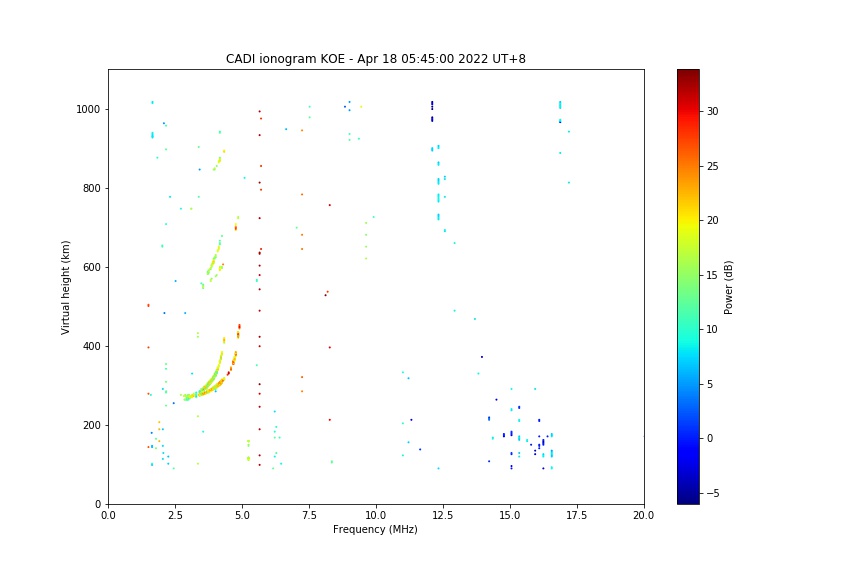 CADI ionogram KOE - Apr 18 05:45:00 2022 UT+8
1000
800
600
400
200
0
Virtual height (km)
0.0 2.5 5.0 7.5 10.0 12.5 15.0 17.5 20.0
Frequency (MHz)
30
25
20
15
10
5
0
−5
Power (dB)